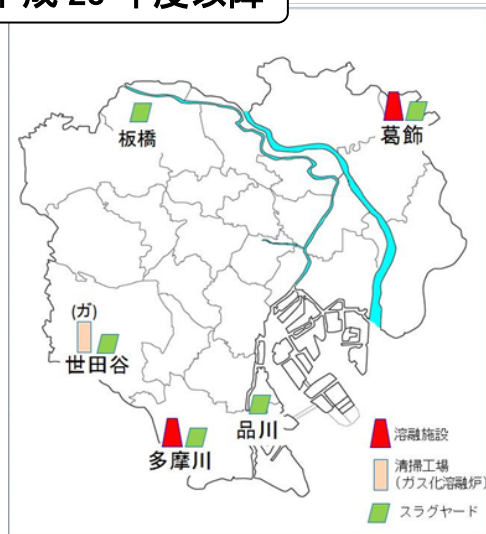 平成25年度以降
板橋
葛飾
(ガ)
世田谷
品川
多摩川
溶融施設
清掃工場
(ガス化溶融炉)
スラグヤード